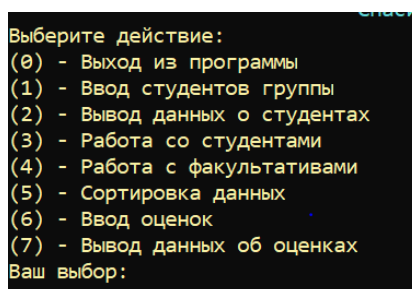 Выберите действие:
(0) - Выход из программы
(1) - Ввод студентов группы
(2) - Вывод данных о студентах
(3) - Работа со студентами
(4) - Работа с факультативами
(5) - Сортировка данных
(6) - Ввод оценок
(7) - Вывод данных об оценках
Ваш выбор: